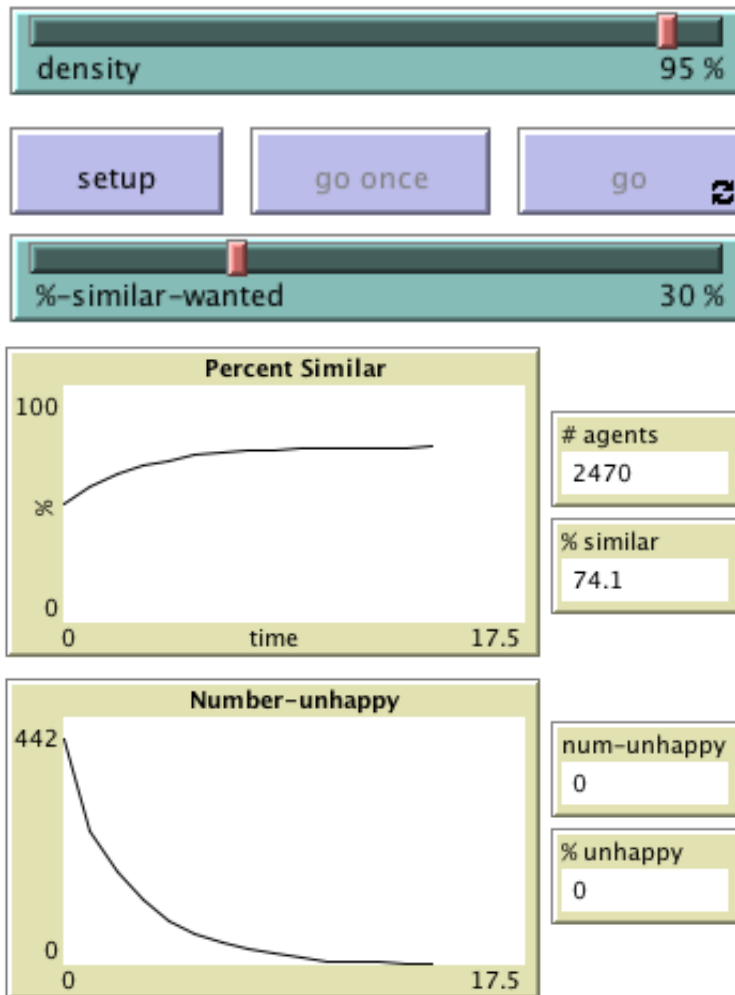 density 95 %
setup go once go
%-similar-wanted 30 %
Percent Similar
100
%
0
0 time 17.5
# agents
2470
% similar
74.1
Number-unhappy
442
0
0 17.5
num-unhappy
0
% unhappy
0